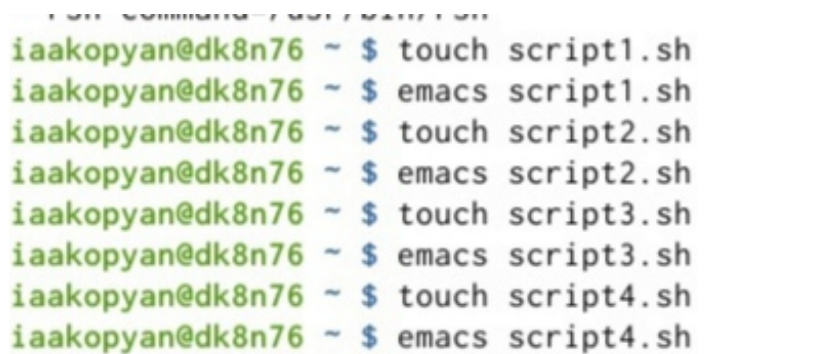 iaakopyan@dk8n76 ~ $ touch script1.sh
iaakopyan@dk8n76 ~ $ emacs script1.sh
iaakopyan@dk8n76 ~ $ touch script2.sh
iaakopyan@dk8n76 ~ $ emacs script2.sh
iaakopyan@dk8n76 ~ $ touch script3.sh
iaakopyan@dk8n76 ~ $ emacs script3.sh
iaakopyan@dk8n76 ~ $ touch script4.sh
iaakopyan@dk8n76 ~ $ emacs script4.sh